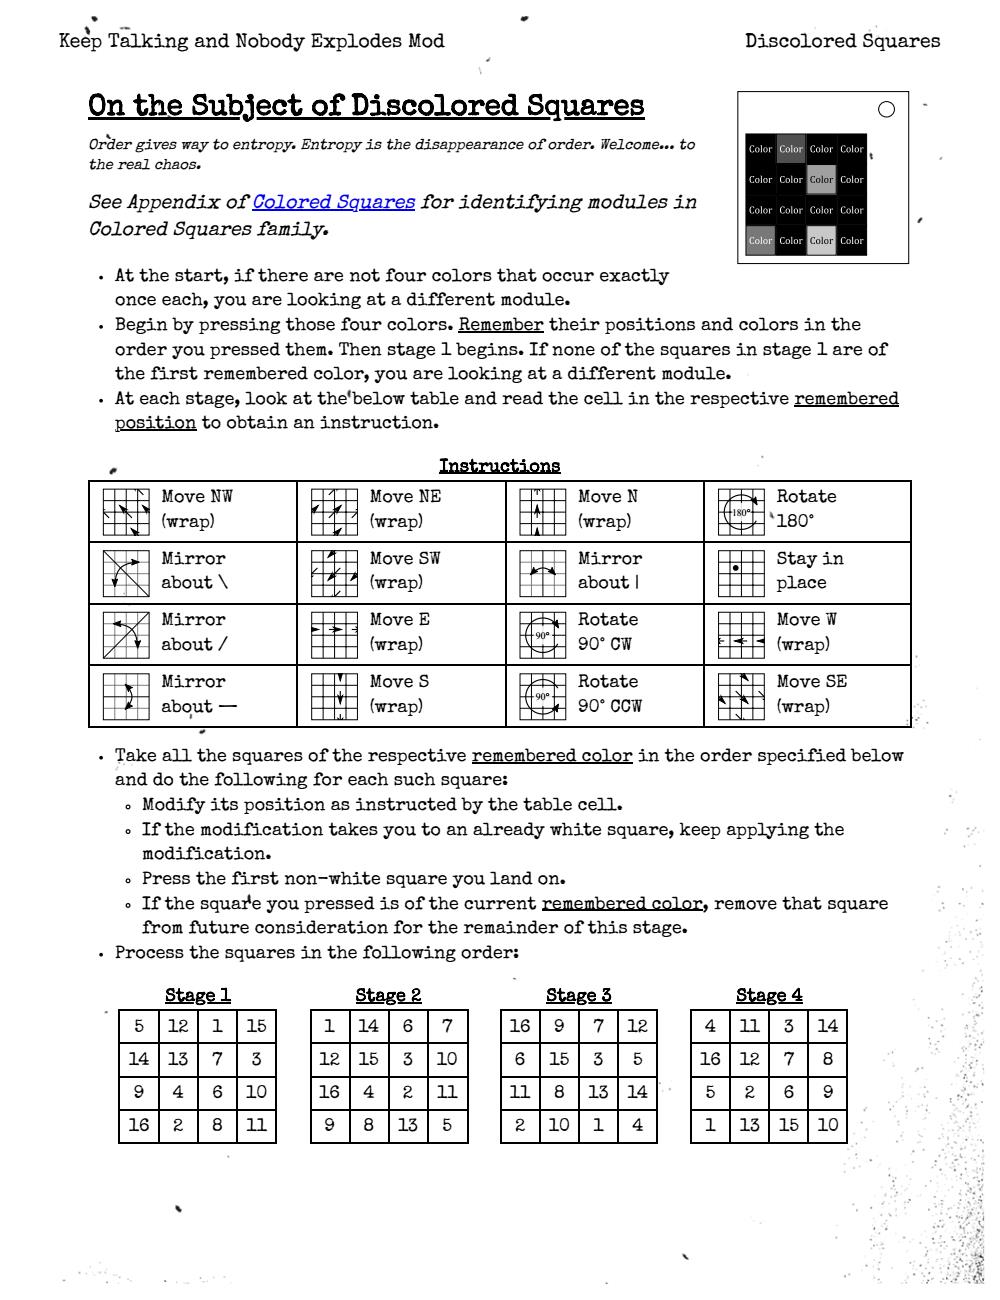 Keep Talking and Nobody Explodes Mod
Discolored Squares
On the Subject of Discolored Squares
Order gives way to entropy. Entropy is the disappearance of order. Welcome... to
the real chaos.
See Appendix of Colored Squares for identifying modules in
Colored Squares family.
Color Color Color Color
Color Color Color Color
Color Color Color Color
Color Color Color Color
• At the start, if there are not four colors that occur exactly
once each, you are looking at a different module.
• Begin by pressing those four colors. Remember their positions and colors in the
order you pressed them. Then stage 1 begins. If none of the squares in stage 1 are of
the first remembered color, you are looking at a different module.
• At each stage, look at the below table and read the cell in the respective remembered
position to obtain an instruction.
Instructions
Move NW
(wrap)
Move NE
(wrap)
Move N
(wrap)
180°
Rotate
180°
Mirror
about \
Move SW
(wrap)
Mirror
about |
Stay in
place
Mirror
about /
Move E
(wrap)
90°
Rotate
90° CW
Move W
(wrap)
Mirror
about —
Move S
(wrap)
90°
Rotate
90° CCW
Move SE
(wrap)
• Take all the squares of the respective remembered color in the order specified below
and do the following for each such square:
◦ Modify its position as instructed by the table cell.
◦ If the modification takes you to an already white square, keep applying the
modification.
◦ Press the first non-white square you land on.
◦ If the square you pressed is of the current remembered color, remove that square
from future consideration for the remainder of this stage.
• Process the squares in the following order:
Stage 1
5 12 1 15
14 13 7 3
9 4 6 10
16 2 8 11
Stage 2
1 14 6 7
12 15 3 10
16 4 2 11
9 8 13 5
Stage 3
16 9 7 12
6 15 3 5
11 8 13 14
2 10 1 4
Stage 4
4 11 3 14
16 12 7 8
5 2 6 9
1 13 15 10